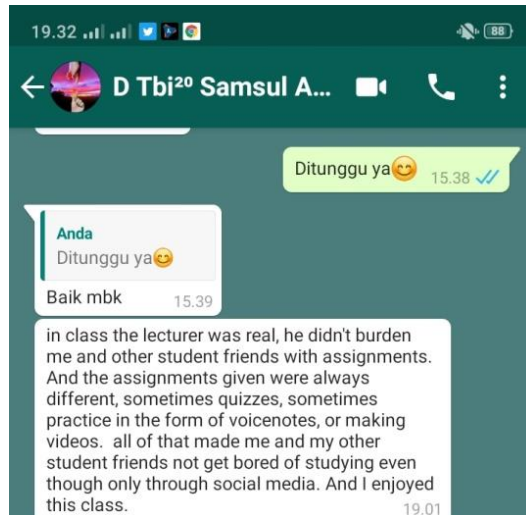 19.32
88
D Tbi²⁰ Samsul A...
Ditunggu ya😊 15.38
Anda
Ditunggu ya😊
Baik mbk 15.39
in class the lecturer was real, he didn't burden
me and other student friends with assignments.
And the assignments given were always
different, sometimes quizzes, sometimes
practice in the form of voicenotes, or making
videos.  all of that made me and my other
student friends not get bored of studying even
though only through social media. And I enjoyed
this class. 19.01